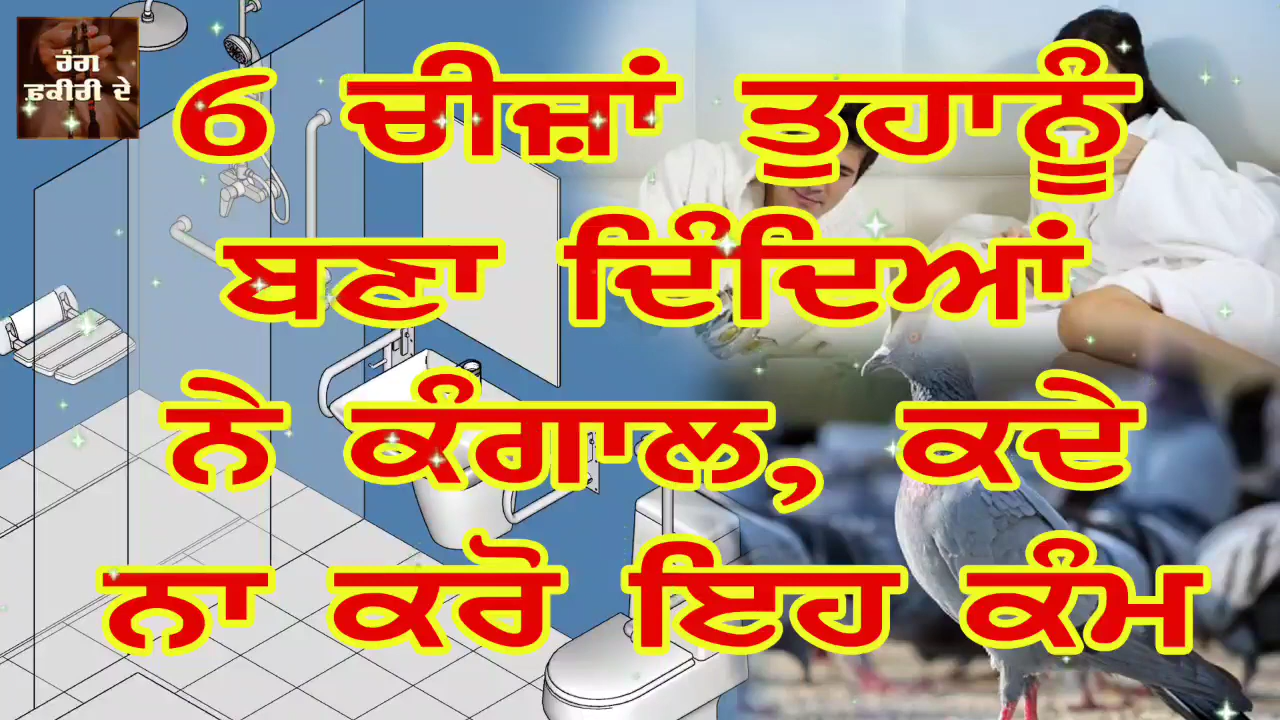 ਰੰਗ
ਫ਼ਕੀਰੀ ਦੇ
6 ਚੀਜ਼ਾਂ ਤੁਹਾਨੂੰ
ਬਣਾ ਦਿੰਦਿਆਂ
ਨੇ ਕੰਗਾਲ, ਕਦੇ
ਨਾ ਕਰੋ ਇਹ ਕੰਮ